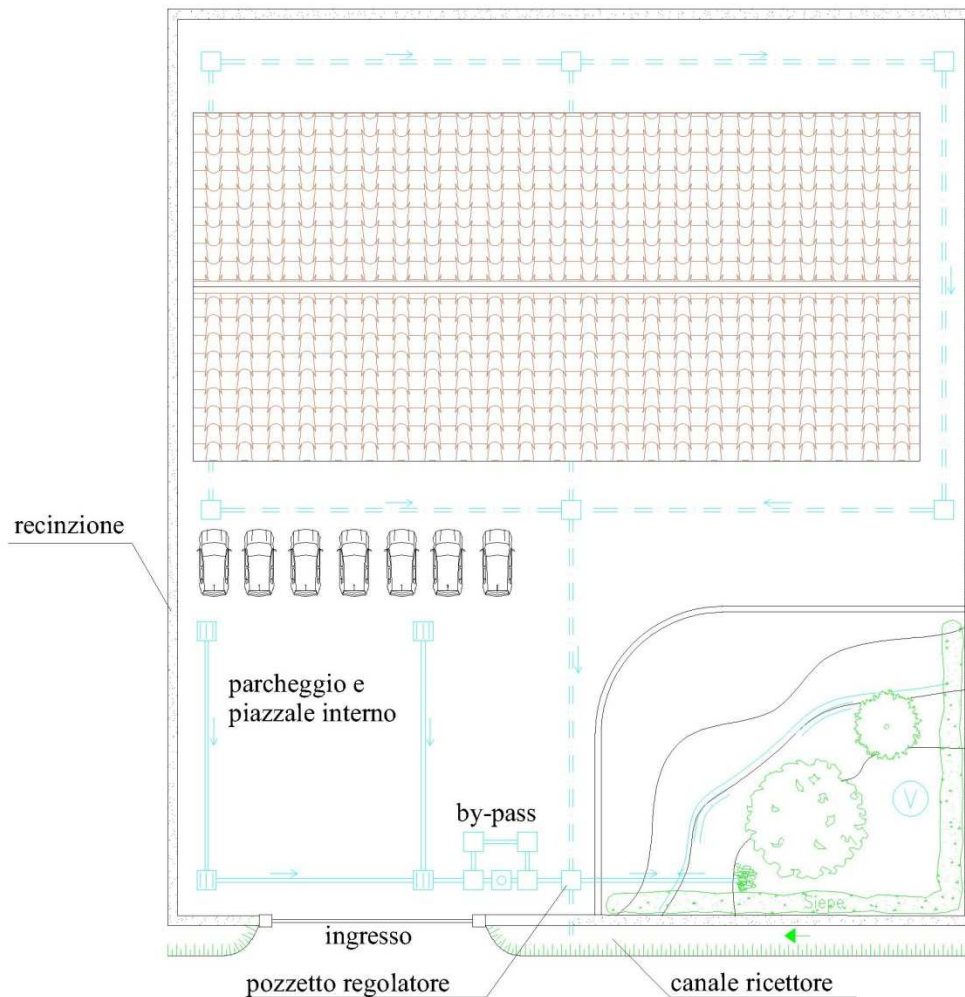 recinzione
parcheggio e
piazzale interno
by-pass
V
Siepe
ingresso
pozzetto regolatore
canale ricettore